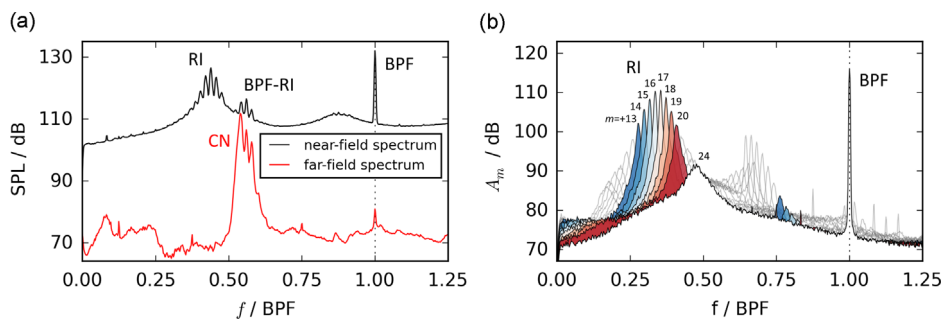 (a)
130
110
90
70
SPL / dB
RI
BPF-RI
BPF
CN
near-field spectrum
far-field spectrum
0.00
0.25
0.50
0.75
1.00
1.25
f / BPF
(b)
120
110
100
90
80
70
A_m / dB
RI
m=+13
14
15
16
17
18
19
20
24
BPF
0.00
0.25
0.50
0.75
1.00
1.25
f / BPF